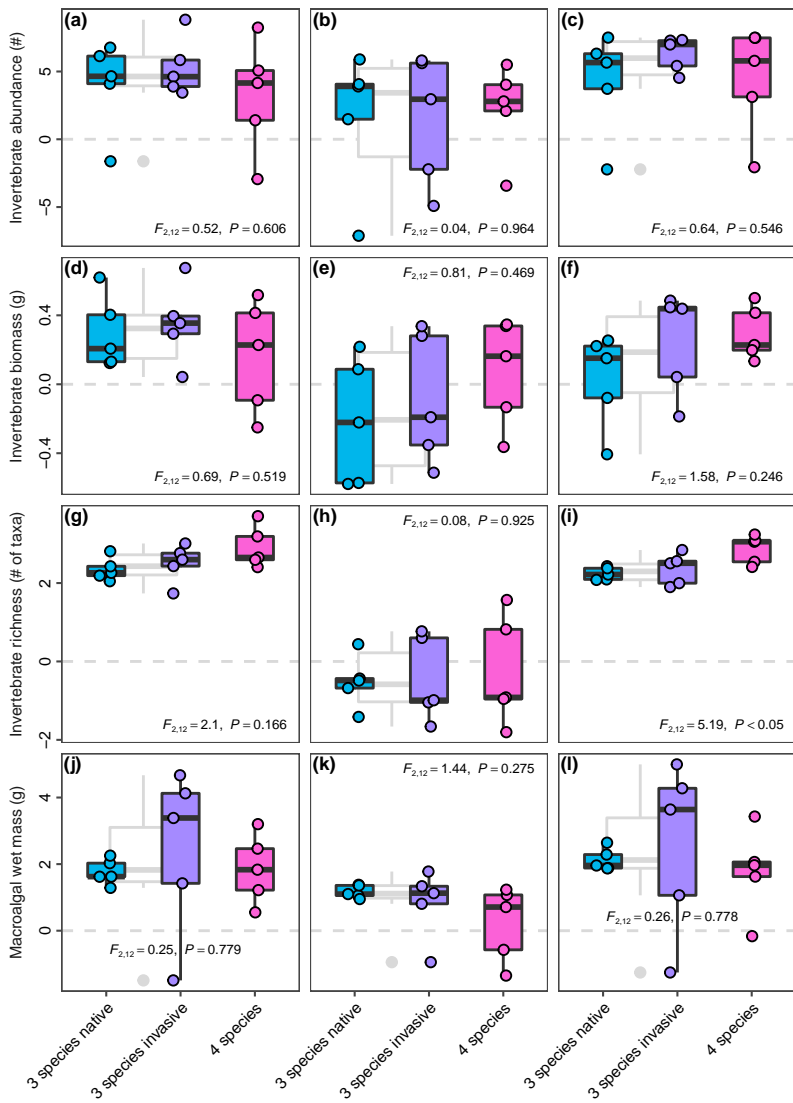 (a) (b) (c)
Invertebrate abundance (#)
5
0
−5
F2,12 = 0.52, P = 0.606
F2,12 = 0.04, P = 0.964
F2,12 = 0.64, P = 0.546
(d) (e) (f)
Invertebrate biomass (g)
0.4
0.0
−0.4
F2,12 = 0.69, P = 0.519
F2,12 = 0.81, P = 0.469
F2,12 = 1.58, P = 0.246
(g) (h) (i)
Invertebrate richness (# of taxa)
2
0
−2
F2,12 = 2.1, P = 0.166
F2,12 = 0.08, P = 0.925
F2,12 = 5.19, P < 0.05
(j) (k) (l)
Macroalgal wet mass (g)
4
2
0
F2,12 = 0.25, P = 0.779
F2,12 = 1.44, P = 0.275
F2,12 = 0.26, P = 0.778
3 species native
3 species invasive
4 species
3 species native
3 species invasive
4 species
3 species native
3 species invasive
4 species